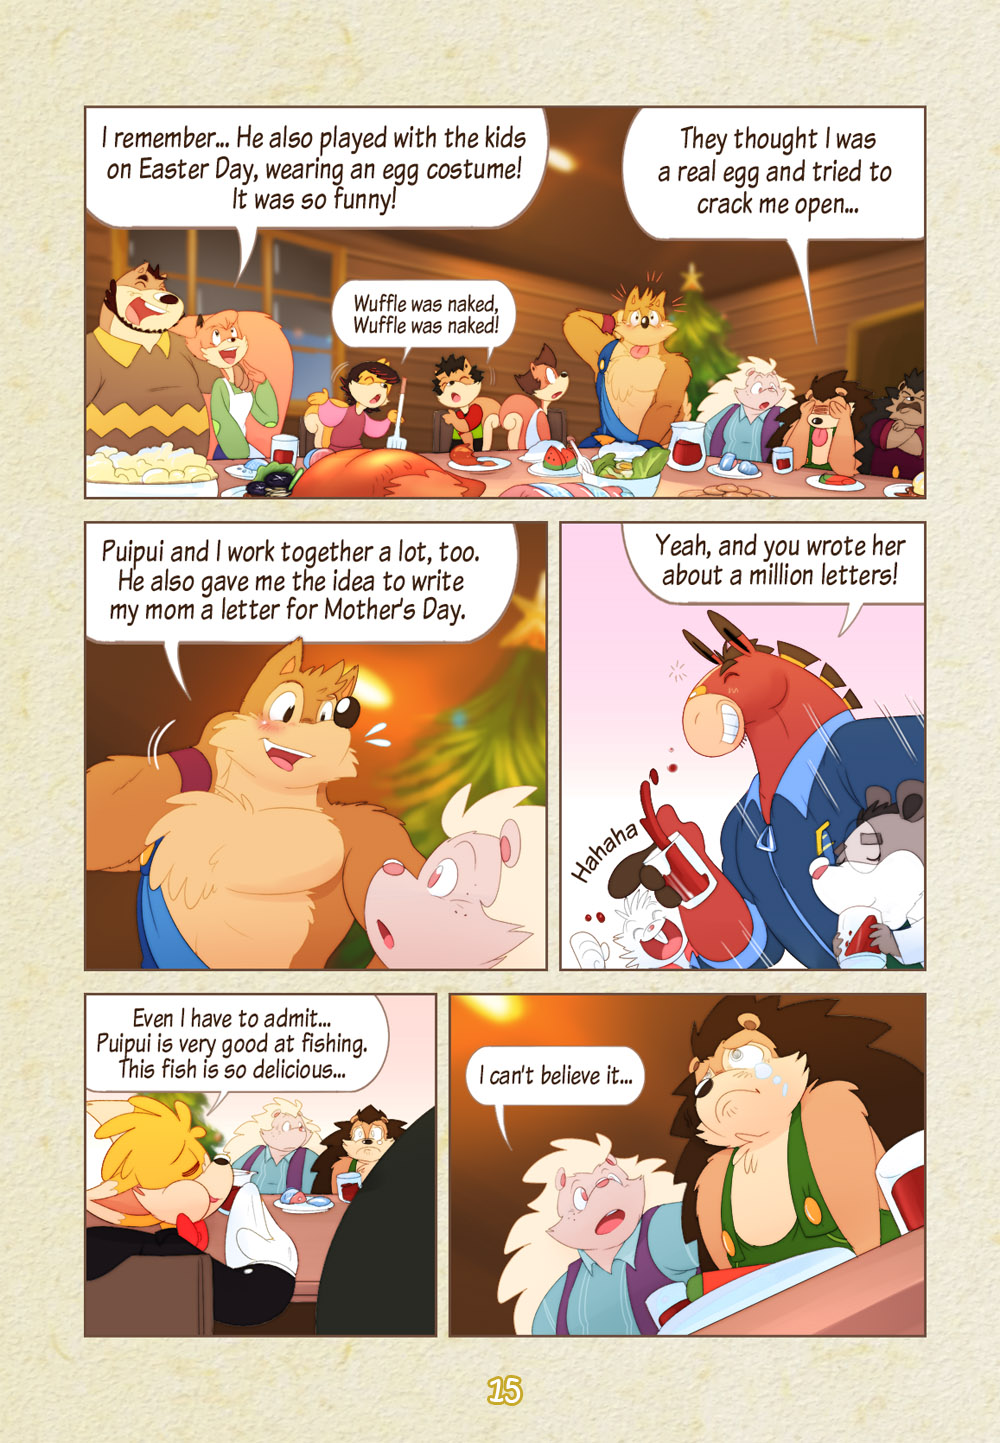 I remember... He also played with the kids
on Easter Day, wearing an egg costume!
It was so funny!
They thought I was
a real egg and tried to
crack me open...
Wuffle was naked,
Wuffle was naked!
Puipui and I work together a lot, too.
He also gave me the idea to write
my mom a letter for Mother's Day.
Yeah, and you wrote her
about a million letters!
Hahaha
Even I have to admit...
Puipui is very good at fishing.
This fish is so delicious...
I can't believe it...
15